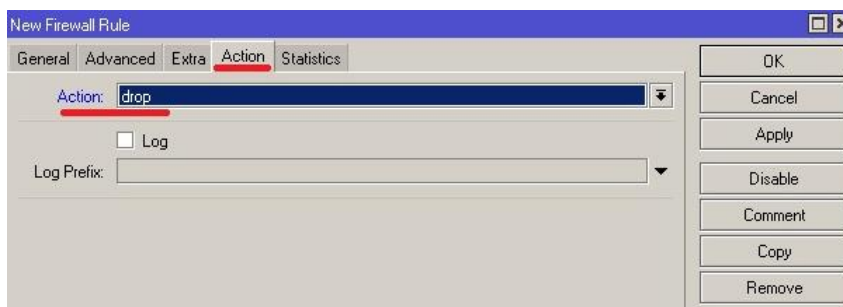 New Firewall Rule
General Advanced Extra Action Statistics
OK
Action: drop
Cancel
Log
Apply
Log Prefix:
Disable
Comment
Copy
Remove